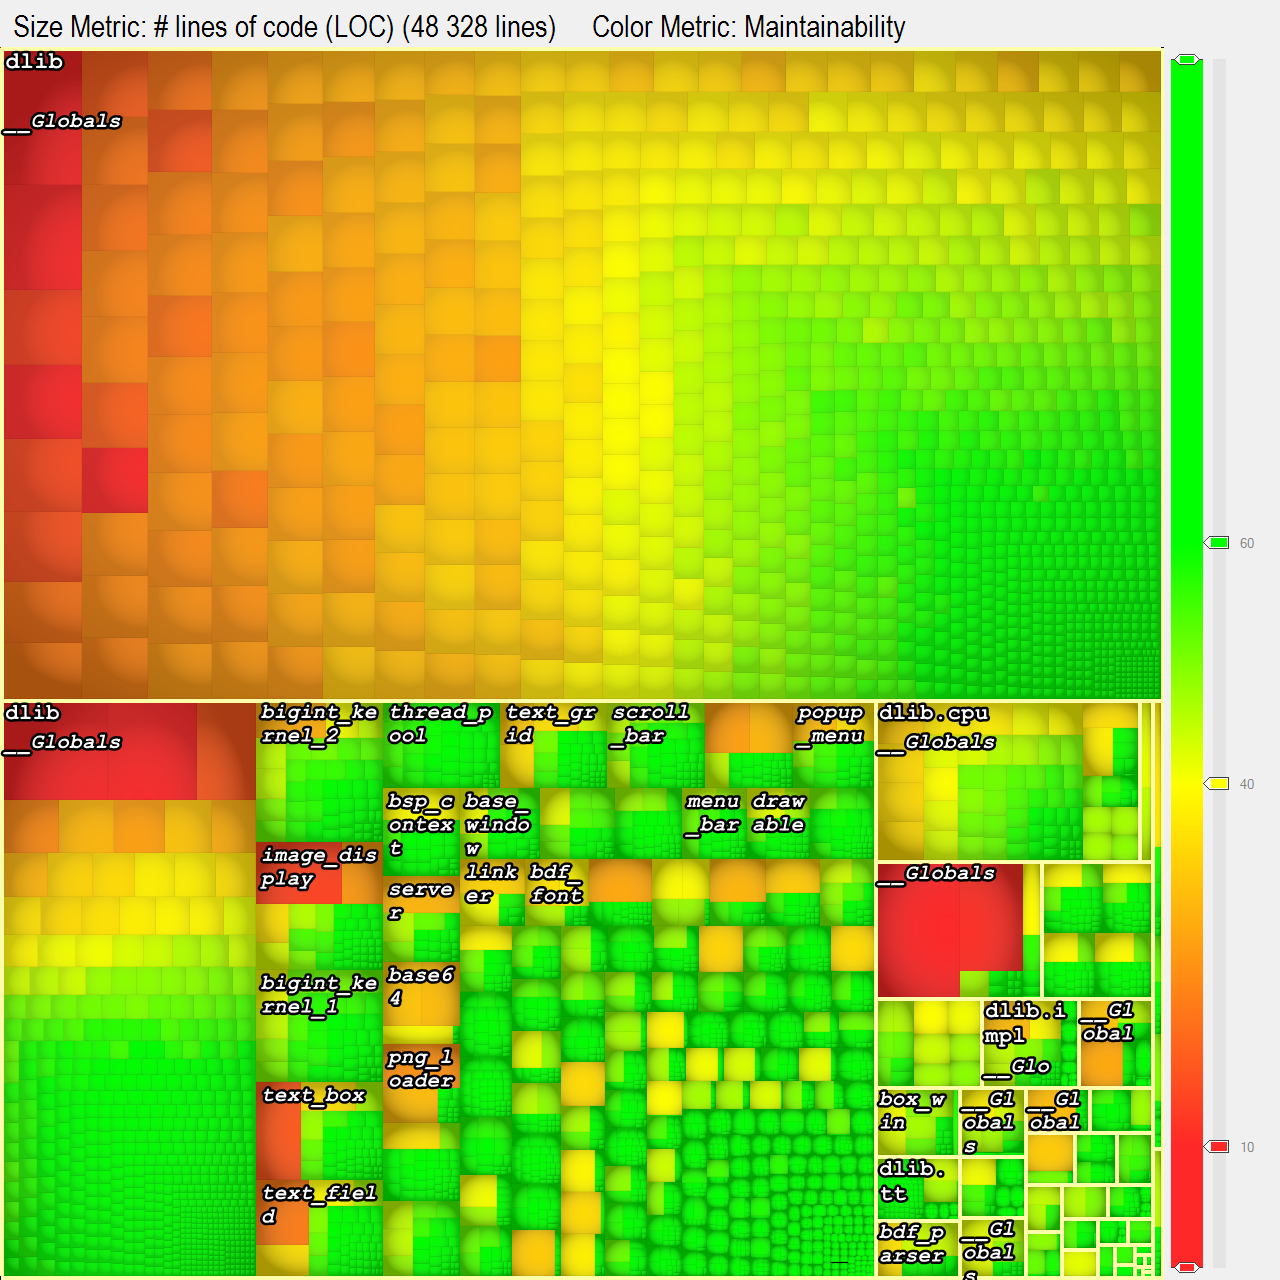 Size Metric: # lines of code (LOC) (48 328 lines) Color Metric: Maintainability
dlib
__Globals
60
40
10
dlib
__Globals
bigint_ke
rnel_2
thread_p
ool
text_gr
id
scroll
_bar
popup
_menu
bsp_c
ontex
t
base_
windo
w
menu
_bar
draw
able
image_dis
play
serve
r
link
er
bdf_
font
bigint_ke
rnel_1
base6
4
png_l
oader
text_box
text_fiel
d
dlib.cpu
__Globals
__Globals
dlib.i
mpl
__Glo
__Gl
obal
box_w
in
__Gl
obal
s
__Gl
obal
dlib.
tt
bdf_p
arser
__Gl
obal
s